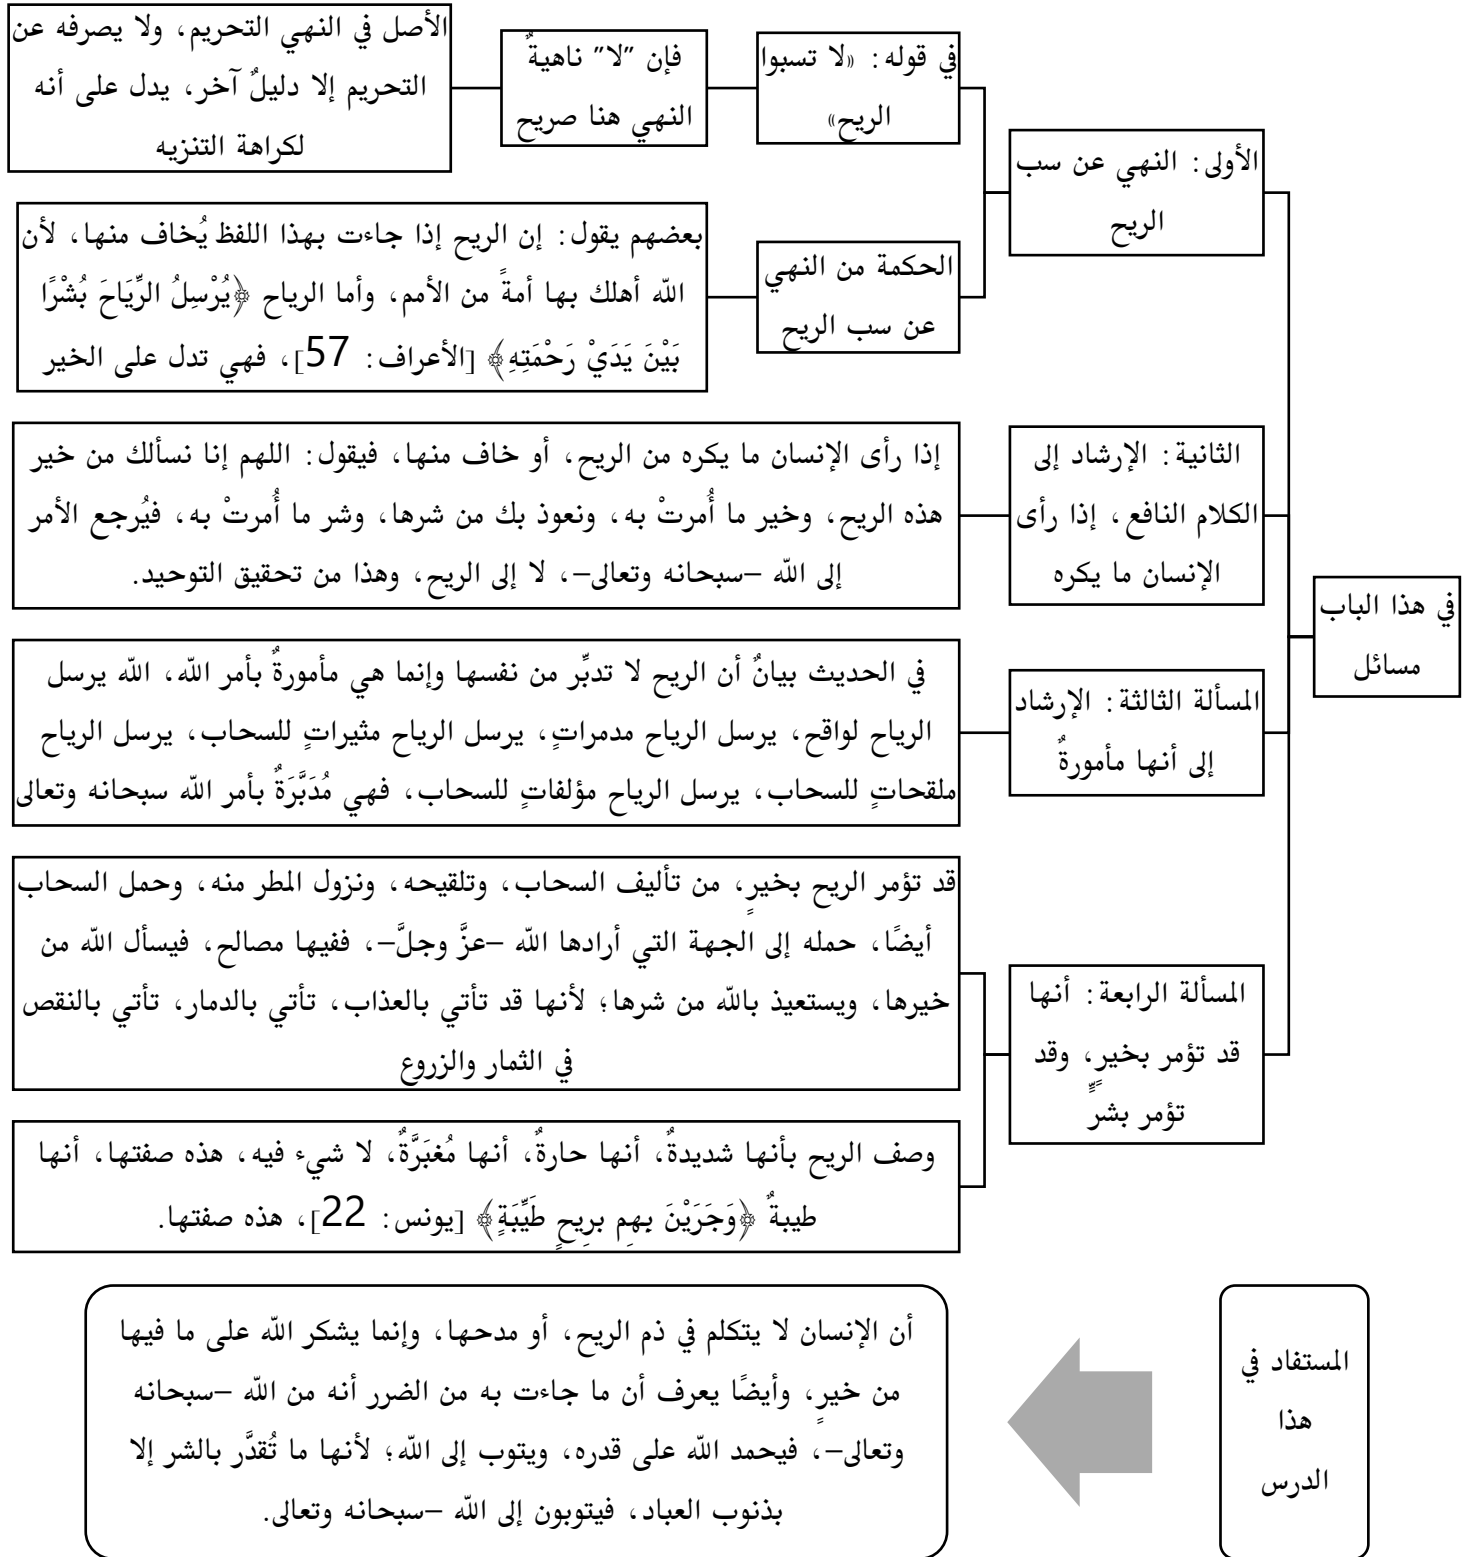 في هذا الباب
مسائل
الأولى: النهي عن سب
الريح
في قوله: «لا تسبوا
الريح»
فإن "لا" ناهيةٌ
النهي هنا صريح
الأصل في النهي التحريم، ولا يصرفه عن
التحريم إلا دليلٌ آخر، يدل على أنه
لكراهة التنزيه
الحكمة من النهي
عن سب الريح
بعضهم يقول: إن الريح إذا جاءت بهذا اللفظ يُخاف منها، لأن
الله أهلك بها أمةً من الأمم، وأما الرياح ﴿يُرْسِلُ الرِّيَاحَ بُشْرًا
بَيْنَ يَدَيْ رَحْمَتِهِ﴾ [الأعراف: 57]، فهي تدل على الخير
الثانية: الإرشاد إلى
الكلام النافع، إذا رأى
الإنسان ما يكره
إذا رأى الإنسان ما يكره من الريح، أو خاف منها، فيقول: اللهم إنا نسألك من خير
هذه الريح، وخير ما أُمرتْ به، ونعوذ بك من شرها، وشر ما أُمرتْ به، فيُرجع الأمر
إلى الله –سبحانه وتعالى–، لا إلى الريح، وهذا من تحقيق التوحيد.
المسألة الثالثة: الإرشاد
إلى أنها مأمورةٌ
في الحديث بيانٌ أن الريح لا تدبِّر من نفسها وإنما هي مأمورةٌ بأمر الله، الله يرسل
الرياح لواقح، يرسل الرياح مدمراتٍ، يرسل الرياح مثيراتٍ للسحاب، يرسل الرياح
ملقحاتٍ للسحاب، يرسل الرياح مؤلفاتٍ للسحاب، فهي مُدَبَّرَةٌ بأمر الله سبحانه وتعالى
المسألة الرابعة: أنها
قد تؤمر بخيرٍ، وقد
تؤمر بشرٍّ
قد تؤمر الريح بخيرٍ، من تأليف السحاب، وتلقيحه، ونزول المطر منه، وحمل السحاب
أيضًا، حمله إلى الجهة التي أرادها الله –عزَّ وجلَّ–، ففيها مصالح، فيسأل الله من
خيرها، ويستعيذ بالله من شرها؛ لأنها قد تأتي بالعذاب، تأتي بالدمار، تأتي بالنقص
في الثمار والزروع
وصف الريح بأنها شديدةٌ، أنها حارةٌ، أنها مُغبَرَّةٌ، لا شيء فيه، هذه صفتها، أنها
طيبةٌ ﴿وَجَرَيْنَ بِهِم بِرِيحٍ طَيِّبَةٍ﴾ [يونس: 22]، هذه صفتها.
المستفاد في
هذا
الدرس
أن الإنسان لا يتكلم في ذم الريح، أو مدحها، وإنما يشكر الله على ما فيها
من خيرٍ، وأيضًا يعرف أن ما جاءت به من الضرر أنه من الله –سبحانه
وتعالى–، فيحمد الله على قدره، ويتوب إلى الله؛ لأنها ما تُقدَّر بالشر إلا
بذنوب العباد، فيتوبون إلى الله –سبحانه وتعالى.